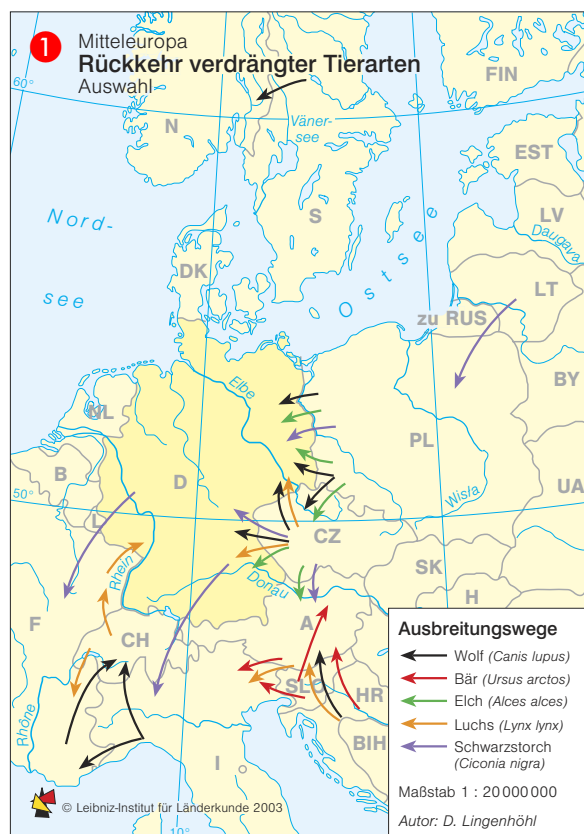 1
Mitteleuropa
Rückkehr verdrängter Tierarten
Auswahl
60°
FIN
N
Väner-
see
EST
Nord-
S
LV
Daugava
DK
Ostsee
LT
see
zu RUS
BY
Elbe
NL
PL
B
D
Wisła
50°
UA
L
CZ
Rhein
SK
Donau
H
F
A
CH
SLO
HR
Rhône
BIH
I
10°
Ausbreitungswege
Wolf (Canis lupus)
Bär (Ursus arctos)
Elch (Alces alces)
Luchs (Lynx lynx)
Schwarzstorch
(Ciconia nigra)
Maßstab 1 : 20 000 000
Autor: D. Lingenhöhl
© Leibniz-Institut für Länderkunde 2003